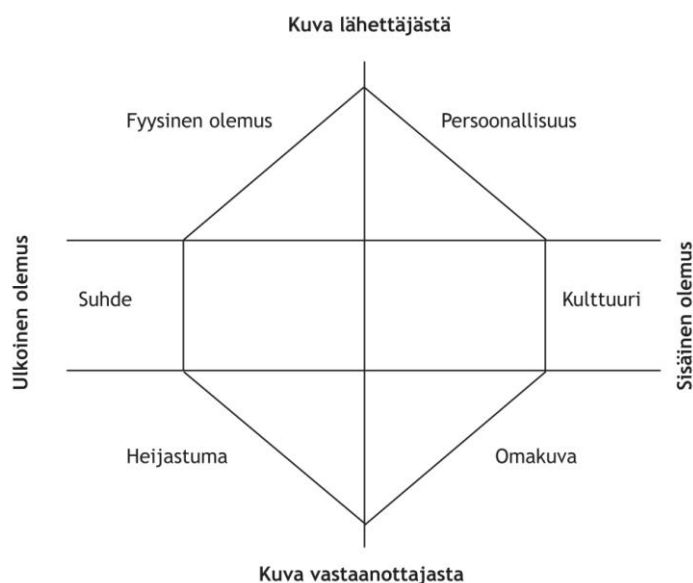 Kuva lähettäjästä
Fyysinen olemus
Persoonallisuus
Ulkoinen olemus
Suhde
Kulttuuri
Sisäinen olemus
Heijastuma
Omakuva
Kuva vastaanottajasta